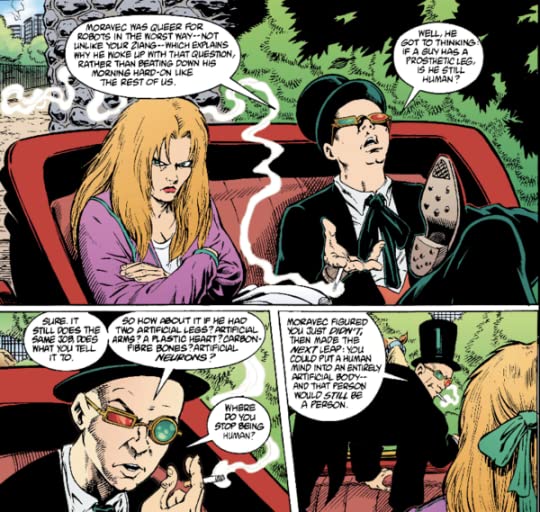 MORAVEC WAS QUEER FOR
ROBOTS IN THE WORST WAY--NOT
UNLIKE YOUR ZIANG--WHICH EXPLAINS
WHY HE WOKE UP WITH THAT QUESTION,
RATHER THAN BEATING DOWN HIS
MORNING HARD-ON LIKE
THE REST OF US.
WELL, HE
GOT TO THINKING:
IF A GUY HAS A
PROSTHETIC LEG,
IS HE STILL
HUMAN?
SURE. IT
STILL DOES THE
SAME JOB, DOES
WHAT YOU TELL
IT TO.
SO HOW ABOUT IT IF HE HAD
TWO ARTIFICIAL LEGS? ARTIFICIAL
ARMS? A PLASTIC HEART? CARBON-
FIBRE BONES? ARTIFICIAL
NEURONS?
WHERE
DO YOU
STOP BEING
HUMAN?
MORAVEC FIGURED
YOU JUST DIDN'T,
THEN MADE THE
NEXT LEAP: YOU
COULD PUT A HUMAN
MIND INTO AN ENTIRELY
ARTIFICIAL BODY--
AND THAT PERSON
WOULD STILL BE
A PERSON.